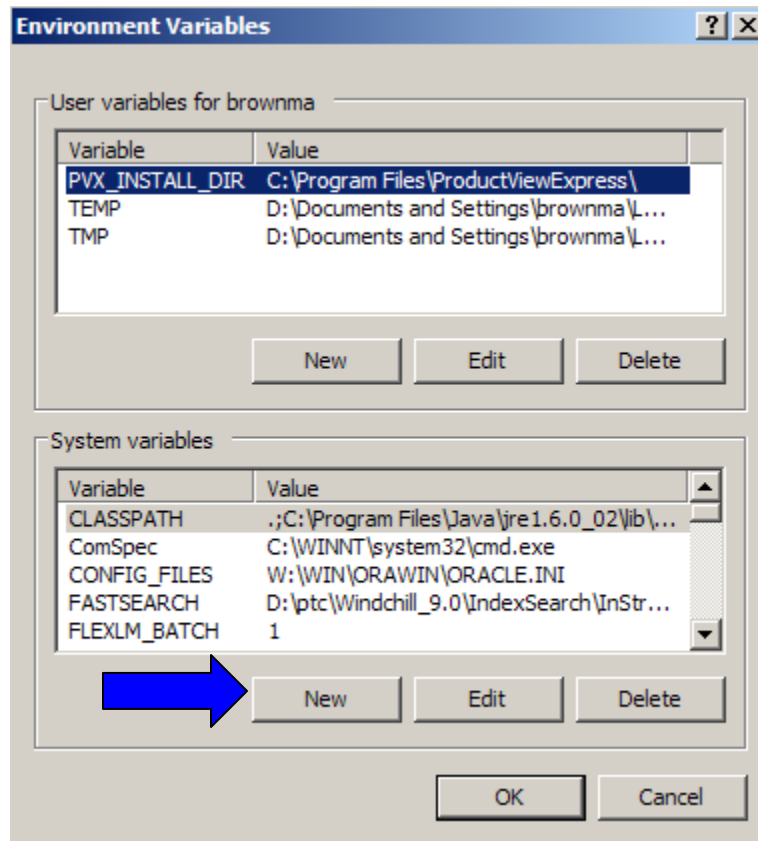 Environment Variables
User variables for brownma
Variable Value
PVX_INSTALL_DIR C:\Program Files\ProductViewExpress\
TEMP D:\Documents and Settings\brownma\L...
TMP D:\Documents and Settings\brownma\L...
New Edit Delete
System variables
Variable Value
CLASSPATH .;C:\Program Files\Java\jre1.6.0_02\lib\...
ComSpec C:\WINNT\system32\cmd.exe
CONFIG_FILES W:\WIN\ORAWIN\ORACLE.INI
FASTSEARCH D:\ptc\Windchill_9.0\IndexSearch\InStr...
FLEXLM_BATCH 1
New Edit Delete
OK Cancel